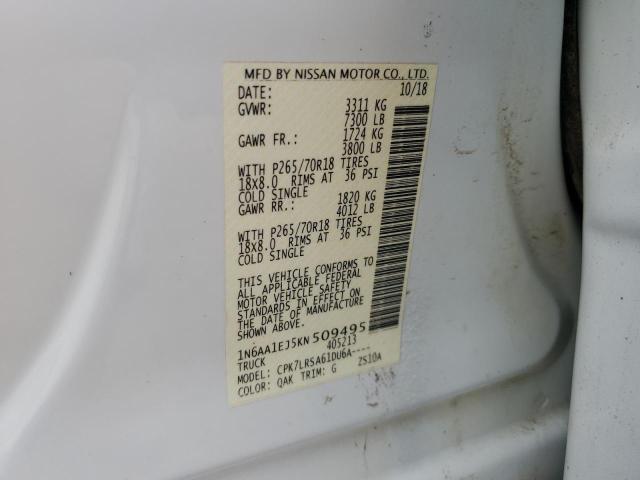 MFD BY NISSAN MOTOR CO., LTD.
DATE: 10/18
GVWR: 3311 KG
7300 LB
GAWR FR.: 1724 KG
3800 LB
WITH P265/70R18 TIRES
18x8.0 RIMS AT 36 PSI
COLD SINGLE
GAWR RR.: 1820 KG
4012 LB
WITH P265/70R18 TIRES
18x8.0 RIMS AT 36 PSI
COLD SINGLE
THIS VEHICLE CONFORMS TO
ALL APPLICABLE FEDERAL
MOTOR VEHICLE SAFETY
STANDARDS IN EFFECT ON
THE DATE OF MANUFACTURE
SHOWN ABOVE.
1N6AA1EJ5KN 509495
TRUCK 405213
MODEL: CPK7LRSA61DU6A----
COLOR: QAK TRIM: G ZS10A